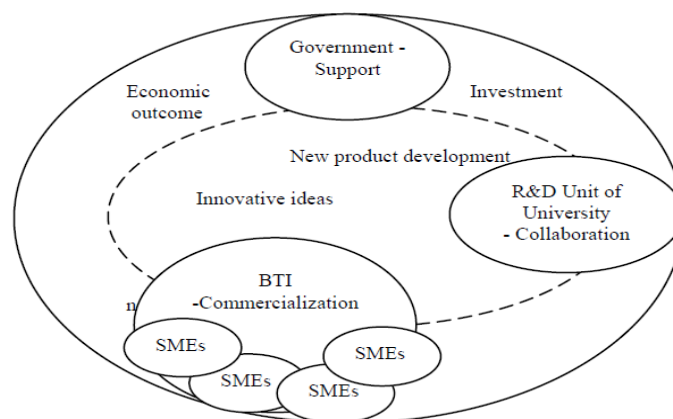 Government -
Support
Economic
outcome
Investment
New product development
R&D Unit of
University
- Collaboration
Innovative ideas
BTI
-Commercialization
n
SMEs
SMEs
SMEs
SMEs